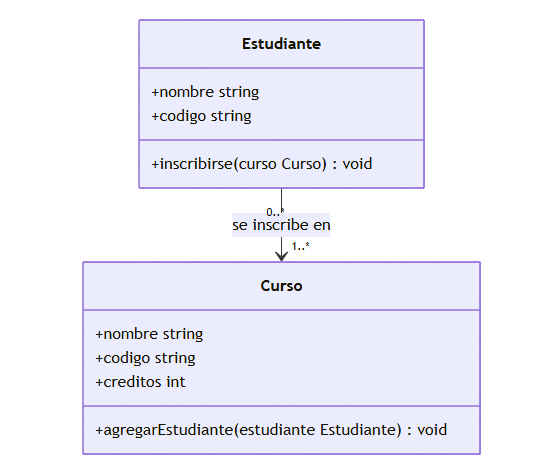 Estudiante
+nombre string
+codigo string
+inscribirse(curso Curso) : void
0..*
se inscribe en
1..*
Curso
+nombre string
+codigo string
+creditos int
+agregarEstudiante(estudiante Estudiante) : void